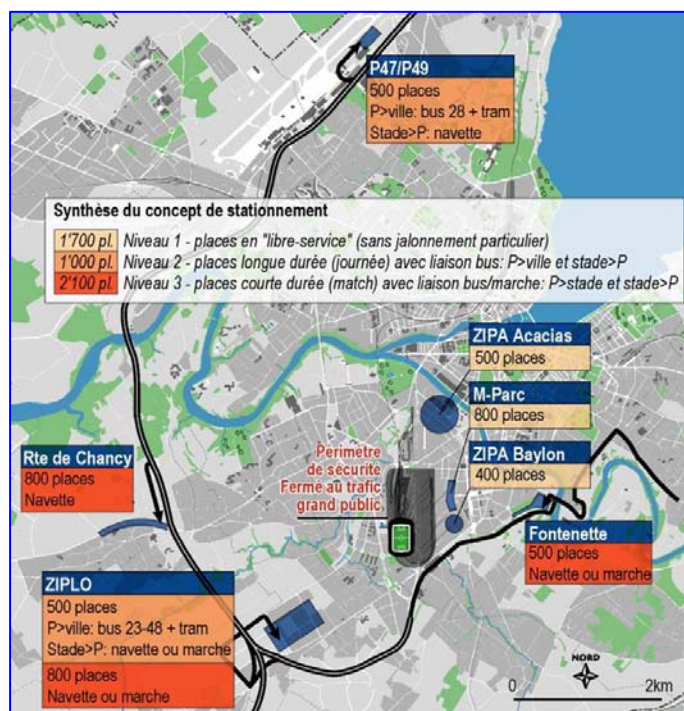 P47/P49
500 places
P>ville: bus 28 + tram
Stade>P: navette
Synthèse du concept de stationnement
1'700 pl. Niveau 1 - places en "libre-service" (sans jalonnement particulier)
1'000 pl. Niveau 2 - places longue durée (journée) avec liaison bus: P>ville et stade>P
2'100 pl. Niveau 3 - places courte durée (match) avec liaison bus/marche: P>stade et stade>P
ZIPA Acacias
500 places
M-Parc
800 places
ZIPA Baylon
400 places
Périmètre
de sécurité
Fermé au trafic
grand public
Rte de Chancy
800 places
Navette
Fontenette
500 places
Navette ou marche
ZIPLO
500 places
P>ville: bus 23-48 + tram
Stade>P: navette ou marche
800 places
Navette ou marche
NORD
0 2km